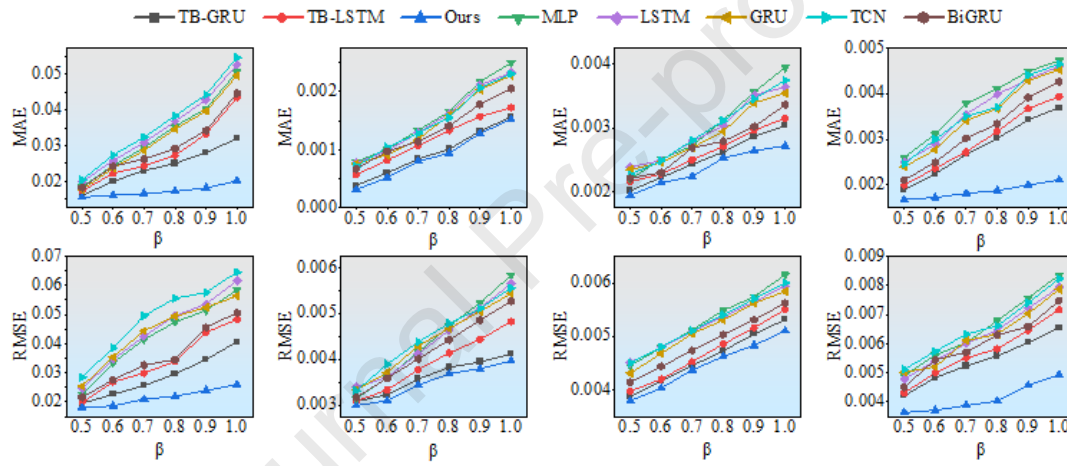 TB-GRU TB-LSTM Ours MLP LSTM GRU TCN BiGRU
MAE MAE MAE MAE
0.05 0.04 0.03 0.02
0.002 0.001 0.000
0.004 0.003 0.002
0.005 0.004 0.003 0.002
0.5 0.6 0.7 0.8 0.9 1.0 0.5 0.6 0.7 0.8 0.9 1.0 0.5 0.6 0.7 0.8 0.9 1.0 0.5 0.6 0.7 0.8 0.9 1.0
β β β β
RMSE RMSE RMSE RMSE
0.07 0.06 0.05 0.04 0.03 0.02
0.006 0.005 0.004 0.003
0.006 0.005 0.004
0.009 0.008 0.007 0.006 0.005 0.004
0.5 0.6 0.7 0.8 0.9 1.0 0.5 0.6 0.7 0.8 0.9 1.0 0.5 0.6 0.7 0.8 0.9 1.0 0.5 0.6 0.7 0.8 0.9 1.0
β β β β